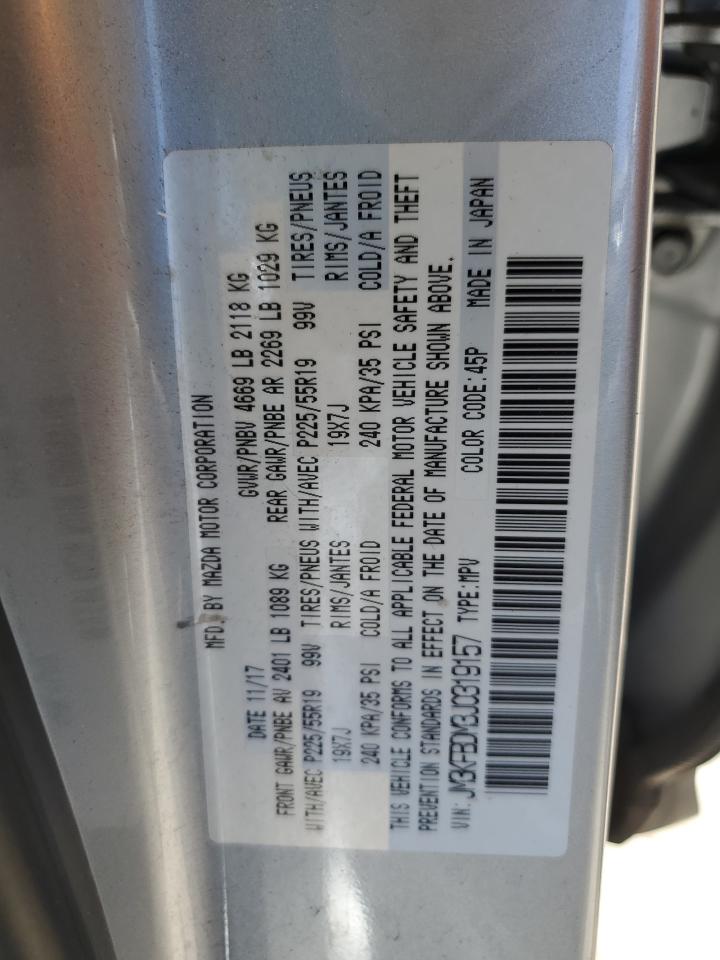 MFD.BY MAZDA MOTOR CORPORATION
DATE 11/17 GVWR/PNBV 4669 LB 2118 KG
FRONT GAWR/PNBE AV 2401 LB 1089 KG REAR GAWR/PNBE AR 2269 LB 1029 KG
WITH/AVEC P225/55R19 99V TIRES/PNEUS WITH/AVEC P225/55R19 99V TIRES/PNEUS
19X7J RIMS/JANTES 19X7J RIMS/JANTES
240 KPA/35 PSI COLD/A FROID 240 KPA/35 PSI COLD/A FROID
THIS VEHICLE CONFORMS TO ALL APPLICABLE FEDERAL MOTOR VEHICLE SAFETY AND THEFT
PREVENTION STANDARDS IN EFFECT ON THE DATE OF MANUFACTURE SHOWN ABOVE.
VIN: JM3KFBDM3J0319157 TYPE:MPV COLOR CODE:45P MADE IN JAPAN